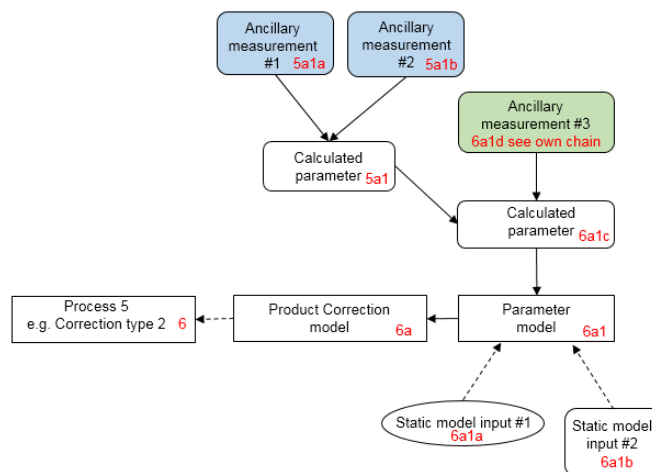 Ancillary
measurement
#1 5a1a
Ancillary
measurement
#2 5a1b
Ancillary
measurement #3
6a1d see own chain
Calculated
parameter
5a1
Calculated
parameter
6a1c
Process 5
e.g. Correction type 2 6
Product Correction
model
6a
Parameter
model
6a1
Static model input #1
6a1a
Static model
input #2
6a1b